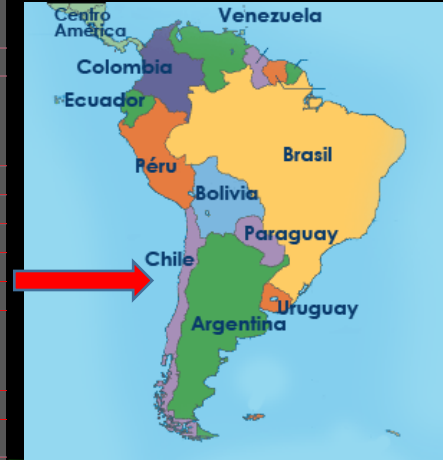 Centro
América
Venezuela
Colombia
Ecuador
Péru
Brasil
Bolivia
Paraguay
Chile
Uruguay
Argentina